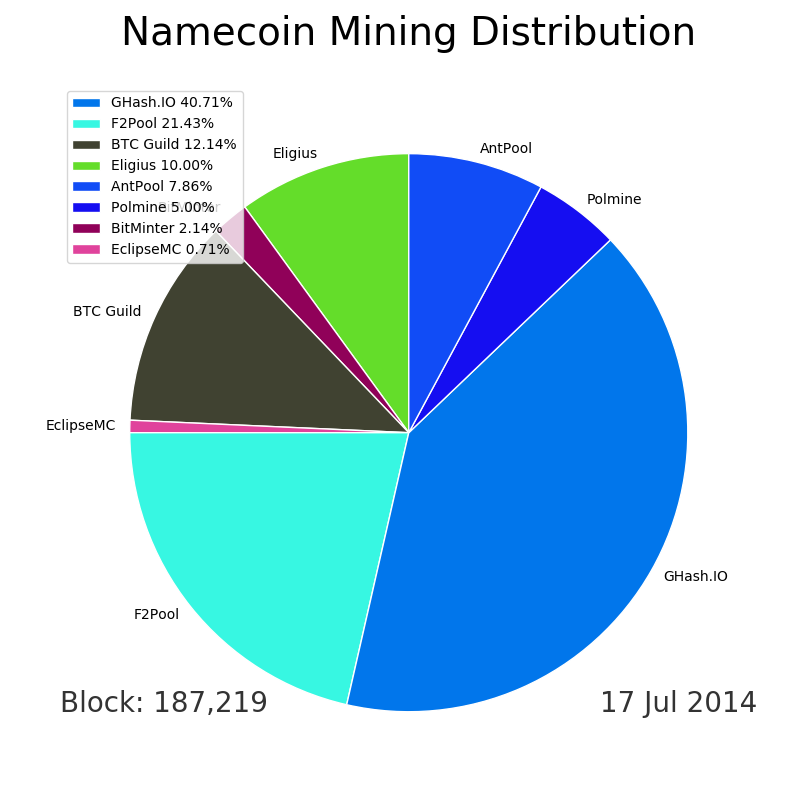 Namecoin Mining Distribution
GHash.IO 40.71%
F2Pool 21.43%
BTC Guild 12.14%
Eligius 10.00%
AntPool 7.86%
Polmine 5.00%
BitMinter 2.14%
EclipseMC 0.71%
Eligius
AntPool
Polmine
BTC Guild
EclipseMC
GHash.IO
F2Pool
Block: 187,219
17 Jul 2014